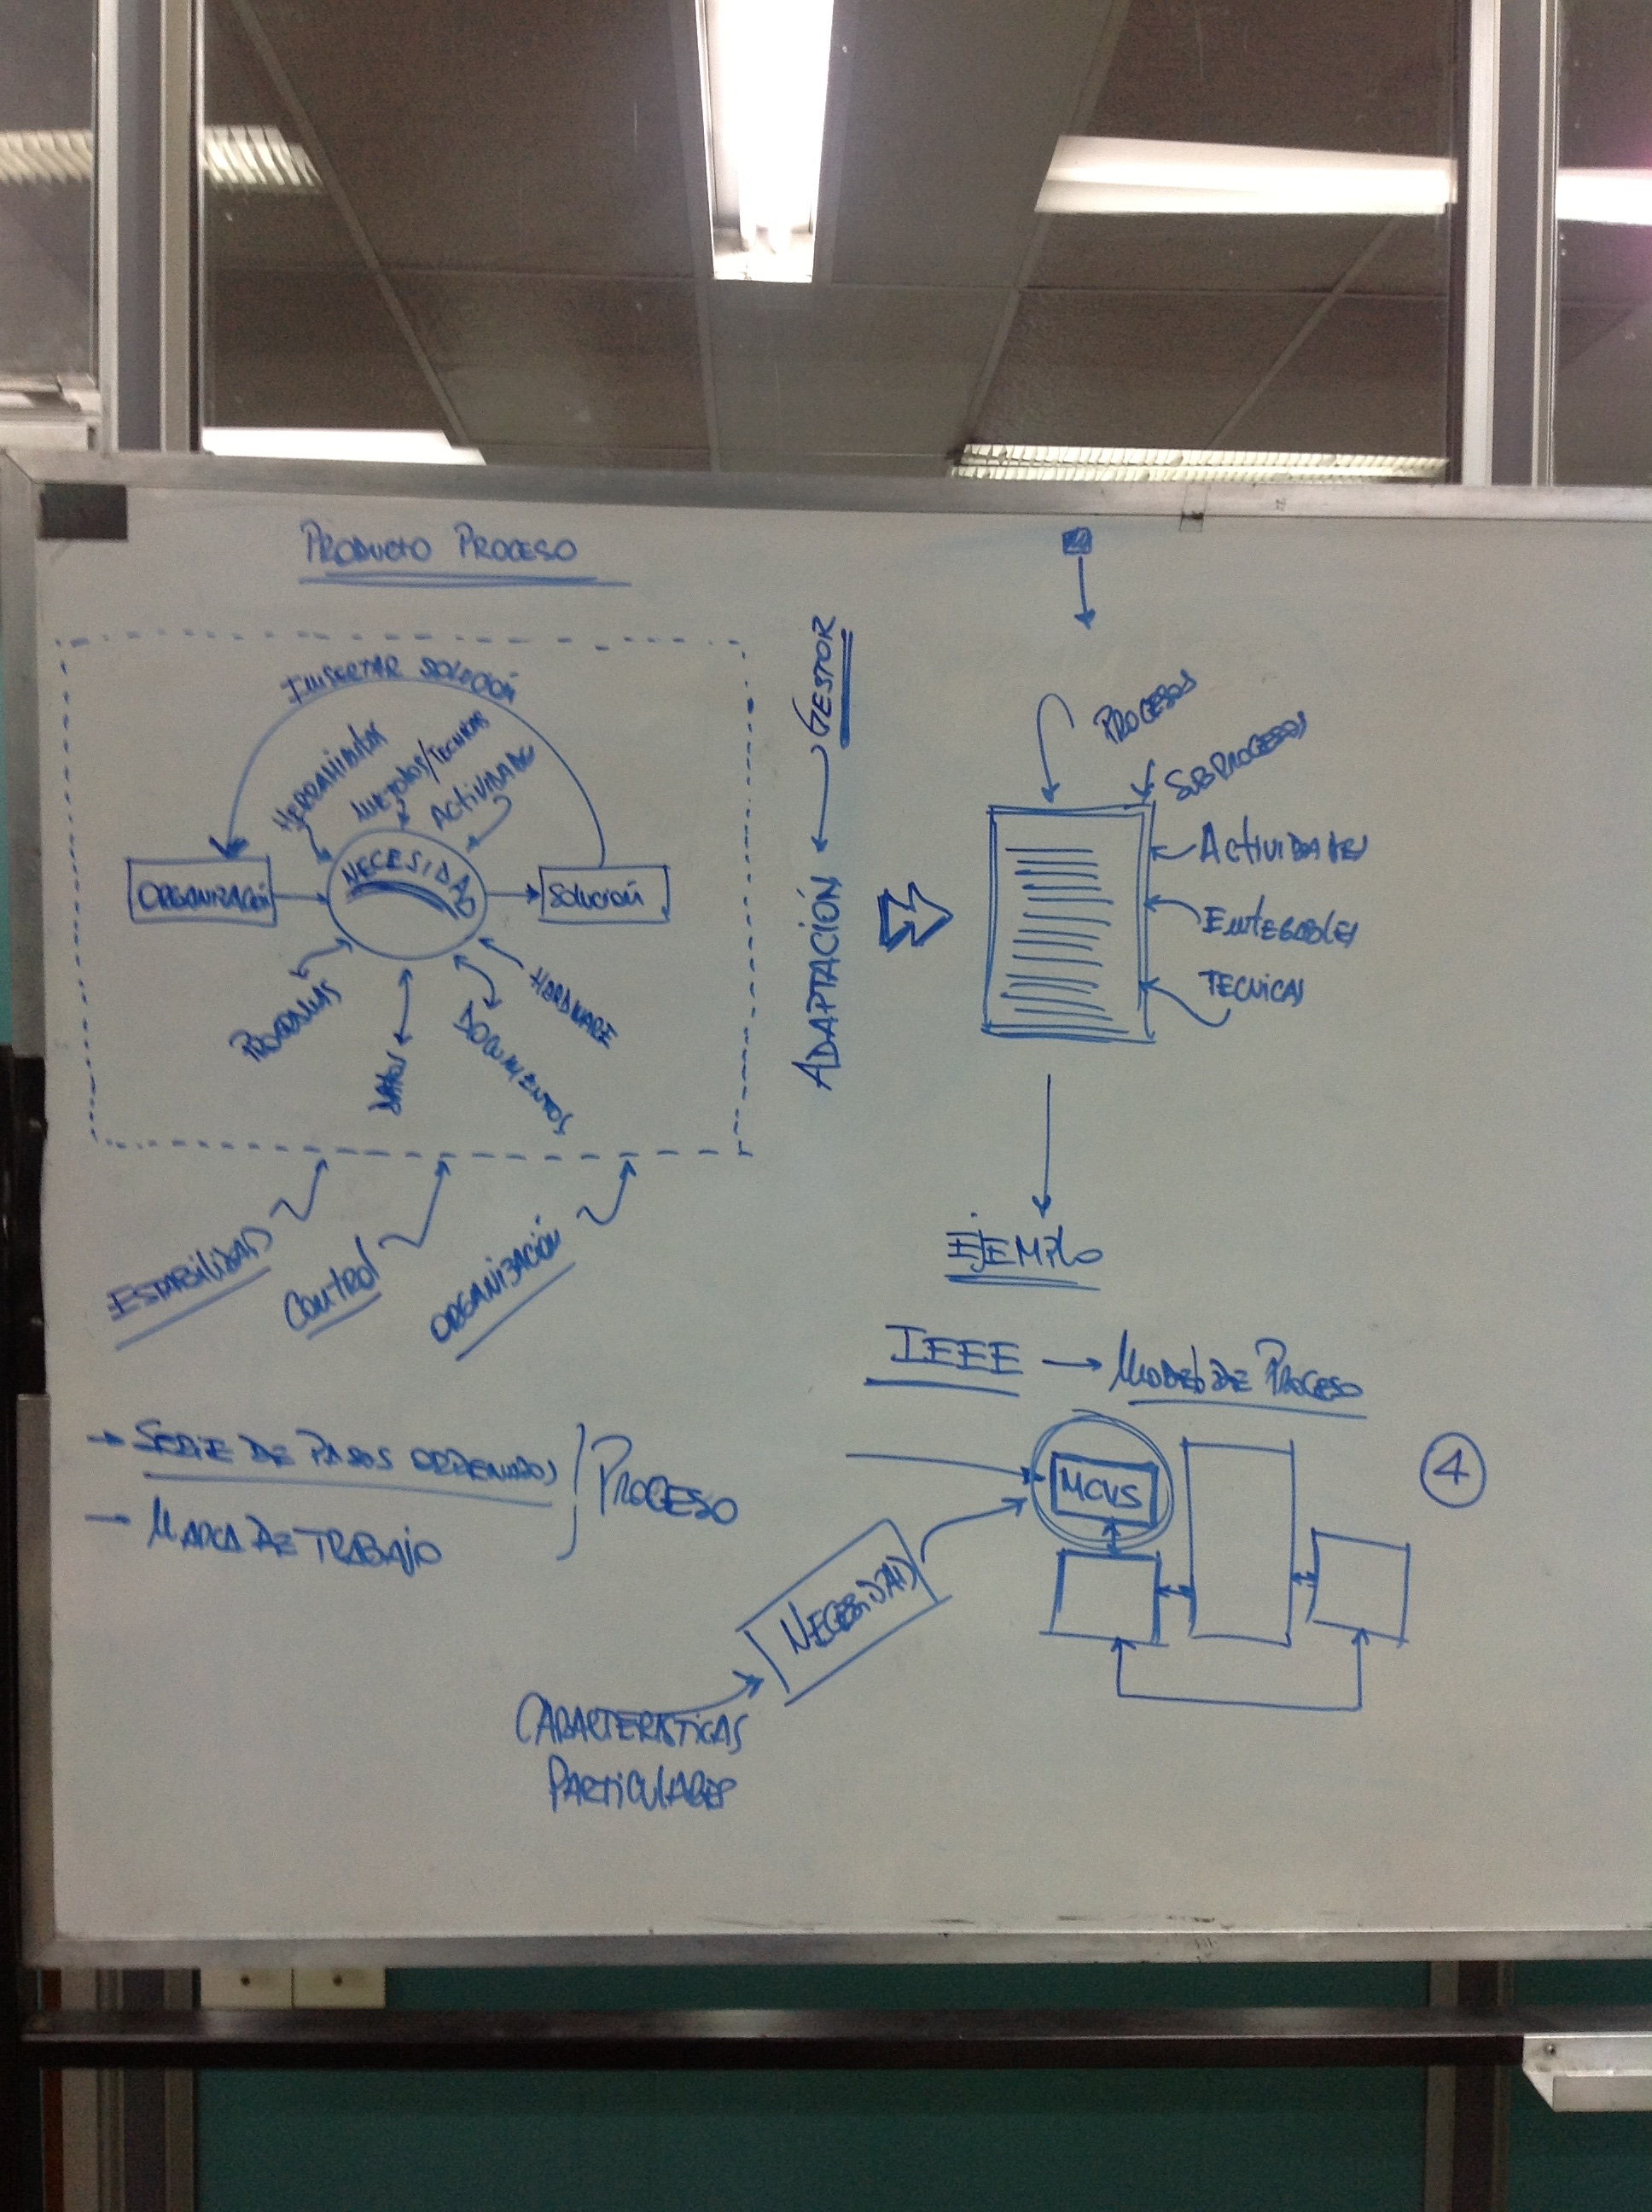 PRODUCTO PROCESO
INSERTAR SOLUCIÓN
HERRAMIENTAS
METODOS/TECNICAS
ACTIVIDADES
ORGANIZACIÓN
NECESIDAD
SOLUCIÓN
PROGRAMAS
DATOS
DOCUMENTOS
HARDWARE
ESTABILIDAD
CONTROL
ORGANIZACIÓN
GESTOR
ADAPTACIÓN
PROCESOS
SUBPROCESOS
ACTIVIDADES
ENTEGABLES
TECNICAS
EJEMPLO
IEEE → MODELO DE PROCESO
→ SERIE DE PASOS ORDENADOS
→ MARCA DE TRABAJO
PROCESO
MCVS
4
NECESIDAD
CARACTERISTICAS
PARTICULARES